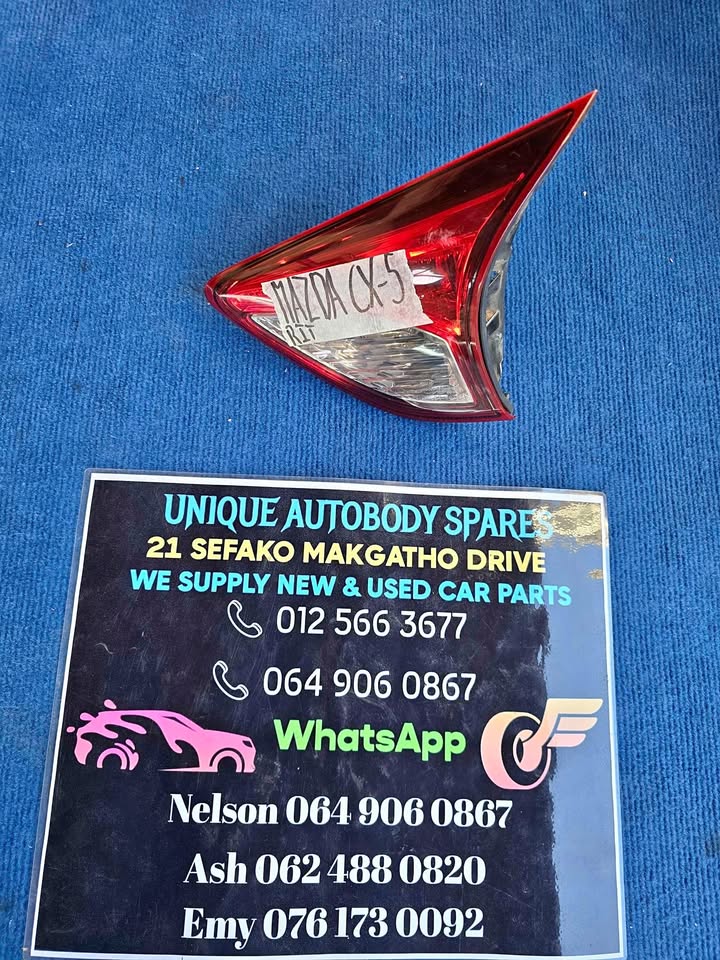 MAZDA CX-5
UNIQUE AUTOBODY SPARES
21 SEFAKO MAKGATHO DRIVE
WE SUPPLY NEW & USED CAR PARTS
012 566 3677
064 906 0867
WhatsApp
Nelson 064 906 0867
Ash 062 488 0820
Emy 076 173 0092